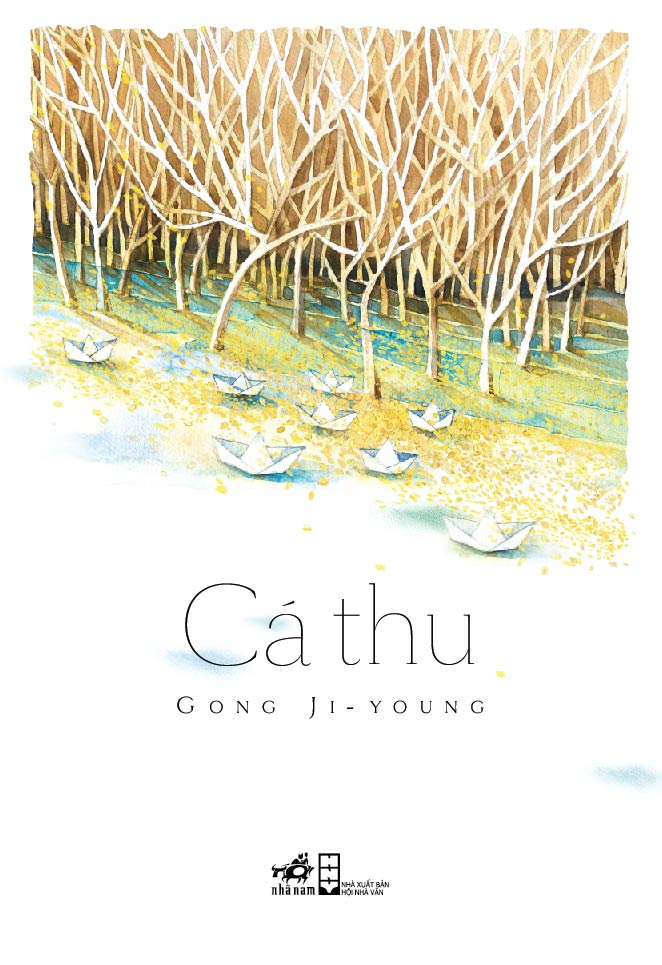 Cá thu
GONG JI-YOUNG
nhã nam
NHÀ XUẤT BẢN
HỘI NHÀ VĂN